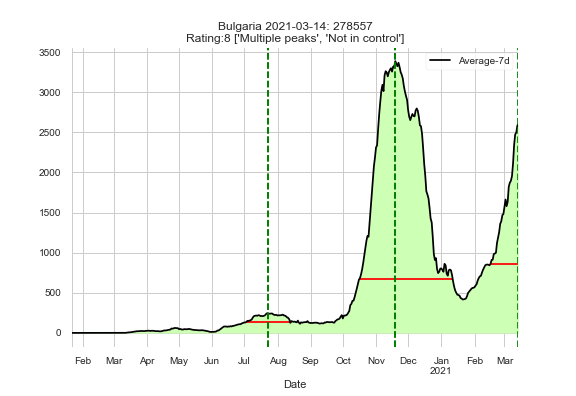 Bulgaria 2021-03-14: 278557
Rating:8 ['Multiple peaks', 'Not in control']
Average-7d
3500
3000
2500
2000
1500
1000
500
0
Feb Mar Apr May Jun Jul Aug Sep Oct Nov Dec Jan Feb Mar
2021
Date